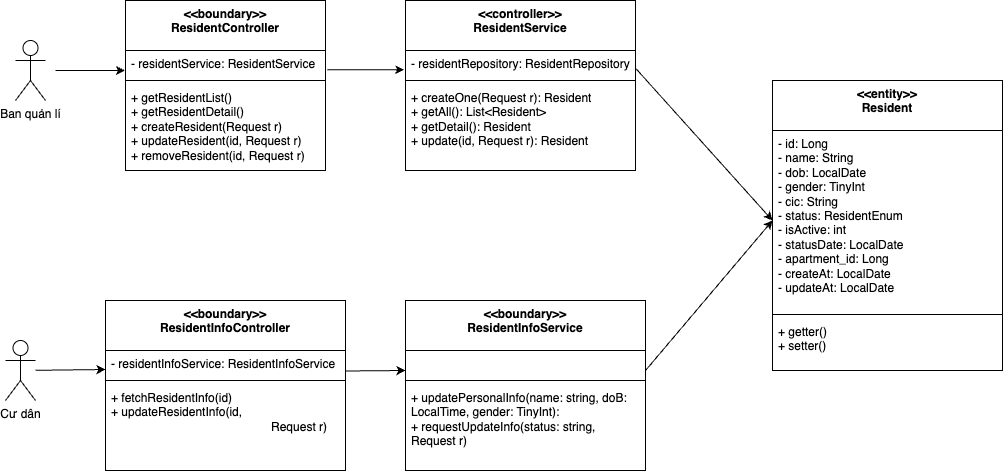 <<boundary>>
ResidentController
- residentService: ResidentService
+ getResidentList()
+ getResidentDetail()
+ createResident(Request r)
+ updateResident(id, Request r)
+ removeResident(id, Request r)
<<controller>>
ResidentService
- residentRepository: ResidentRepository
+ createOne(Request r): Resident
+ getAll(): List<Resident>
+ getDetail(): Resident
+ update(id, Request r): Resident
Ban quản lí
<<entity>>
Resident
- id: Long
- name: String
- dob: LocalDate
- gender: TinyInt
- cic: String
- status: ResidentEnum
- isActive: int
- statusDate: LocalDate
- apartment_id: Long
- createAt: LocalDate
- updateAt: LocalDate
+ getter()
+ setter()
<<boundary>>
ResidentInfoController
- residentInfoService: ResidentInfoService
+ fetchResidentInfo(id)
+ updateResidentInfo(id,
Request r)
<<boundary>>
ResidentInfoService
+ updatePersonalInfo(name: string, doB:
LocalTime, gender: TinyInt):
+ requestUpdateInfo(status: string,
Request r)
Cư dân